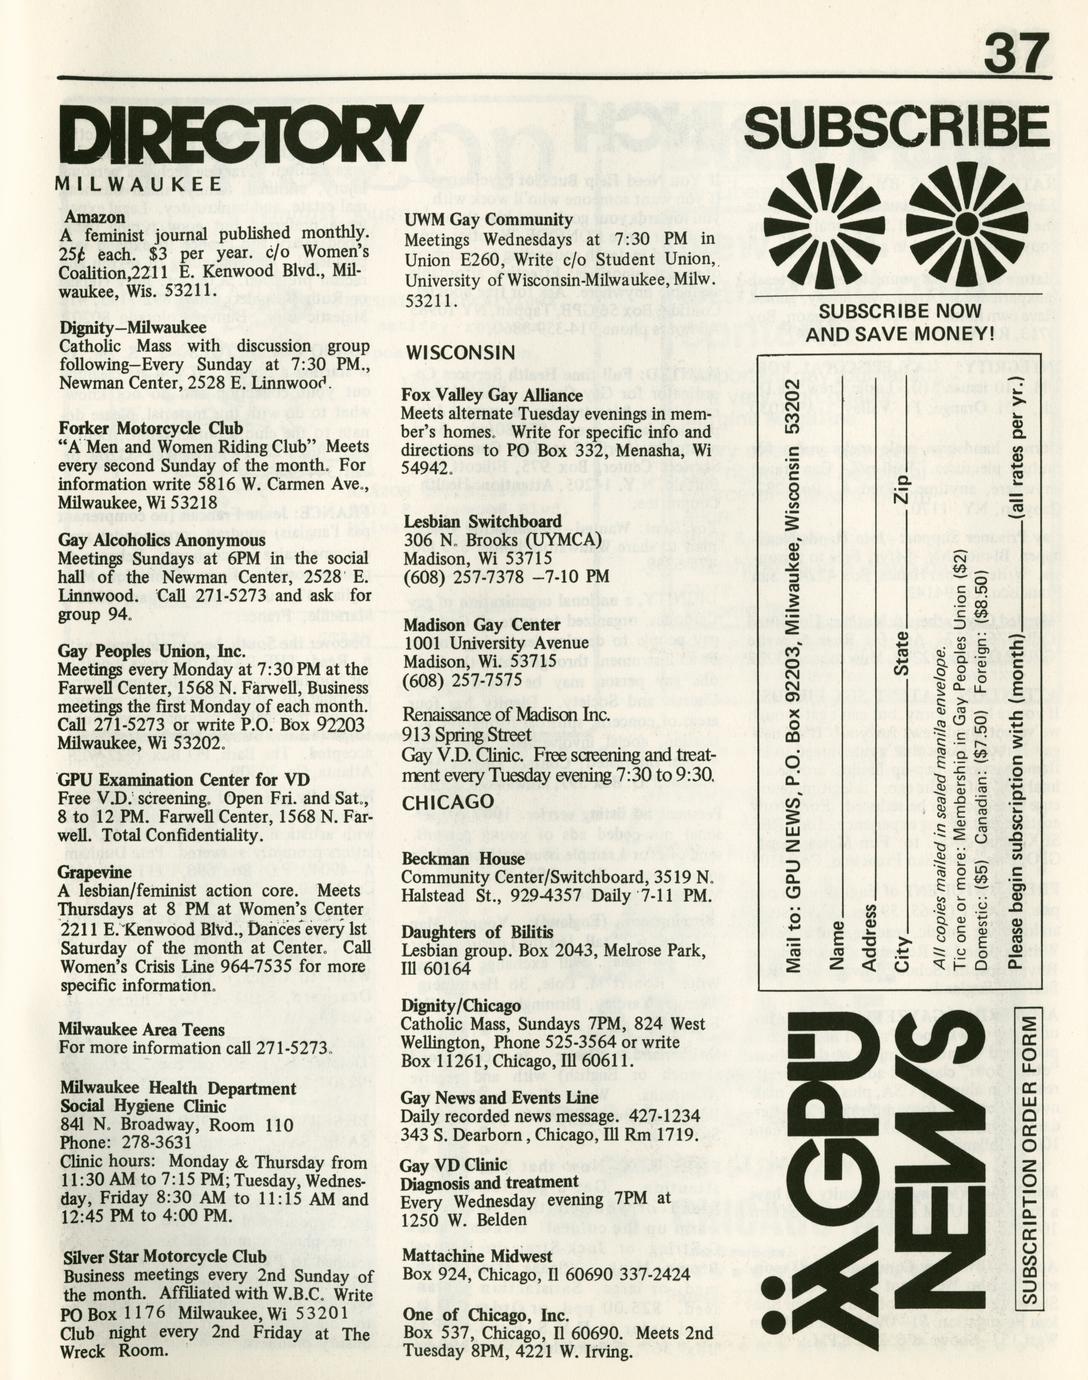 37
DIRECTORY
MILWAUKEE
Amazon
A feminist journal published monthly.
25¢ each. $3 per year. c/o Women's
Coalition,2211 E. Kenwood Blvd., Mil-
waukee, Wis. 53211.
Dignity—Milwaukee
Catholic Mass with discussion group
following—Every Sunday at 7:30 PM.,
Newman Center, 2528 E. Linnwood.
Forker Motorcycle Club
“A Men and Women Riding Club” Meets
every second Sunday of the month. For
information write 5816 W. Carmen Ave.,
Milwaukee, Wi 53218
Gay Alcoholics Anonymous
Meetings Sundays at 6PM in the social
hall of the Newman Center, 2528 E.
Linnwood. Call 271-5273 and ask for
group 94.
Gay Peoples Union, Inc.
Meetings every Monday at 7:30 PM at the
Farwell Center, 1568 N. Farwell, Business
meetings the first Monday of each month.
Call 271-5273 or write P.O. Box 92203
Milwaukee, Wi 53202.
GPU Examination Center for VD
Free V.D. screening. Open Fri. and Sat.,
8 to 12 PM. Farwell Center, 1568 N. Far-
well. Total Confidentiality.
Grapevine
A lesbian/feminist action core. Meets
Thursdays at 8 PM at Women's Center
2211 E. Kenwood Blvd., Dances every 1st
Saturday of the month at Center. Call
Women's Crisis Line 964-7535 for more
specific information.
Milwaukee Area Teens
For more information call 271-5273.
Milwaukee Health Department
Social Hygiene Clinic
841 N. Broadway, Room 110
Phone: 278-3631
Clinic hours: Monday & Thursday from
11:30 AM to 7:15 PM; Tuesday, Wednes-
day, Friday 8:30 AM to 11:15 AM and
12:45 PM to 4:00 PM.
Silver Star Motorcycle Club
Business meetings every 2nd Sunday of
the month. Affiliated with W.B.C. Write
PO Box 1176 Milwaukee, Wi 53201
Club night every 2nd Friday at The
Wreck Room.
UWM Gay Community
Meetings Wednesdays at 7:30 PM in
Union E260, Write c/o Student Union,
University of Wisconsin-Milwaukee, Milw.
53211.
WISCONSIN
Fox Valley Gay Alliance
Meets alternate Tuesday evenings in mem-
ber's homes. Write for specific info and
directions to PO Box 332, Menasha, Wi
54942.
Lesbian Switchboard
306 N. Brooks (UYMCA)
Madison, Wi 53715
(608) 257-7378 —7-10 PM
Madison Gay Center
1001 University Avenue
Madison, Wi. 53715
(608) 257-7575
Renaissance of Madison Inc.
913 Spring Street
Gay V.D. Clinic. Free screening and treat-
ment every Tuesday evening 7:30 to 9:30.
CHICAGO
Beckman House
Community Center/Switchboard, 3519 N.
Halstead St., 929-4357 Daily 7-11 PM.
Daughters of Bilitis
Lesbian group. Box 2043, Melrose Park,
Ill 60164
Dignity/Chicago
Catholic Mass, Sundays 7PM, 824 West
Wellington, Phone 525-3564 or write
Box 11261, Chicago, Ill 60611.
Gay News and Events Line
Daily recorded news message. 427-1234
343 S. Dearborn, Chicago, Ill Rm 1719.
Gay VD Clinic
Diagnosis and treatment
Every Wednesday evening 7PM at
1250 W. Belden
Mattachine Midwest
Box 924, Chicago, Il 60690 337-2424
One of Chicago, Inc.
Box 537, Chicago, Il 60690. Meets 2nd
Tuesday 8PM, 4221 W. Irving.
SUBSCRIBE
SUBSCRIBE NOW
AND SAVE MONEY!
Mail to: GPU NEWS, P.O. Box 92203, Milwaukee, Wisconsin 53202
Name
Address
City State Zip
All copies mailed in sealed manila envelope.
Tic one or more: Membership in Gay Peoples Union ($2)
Domestic: ($5) Canadian: ($7.50) Foreign: ($8.50)
Please begin subscription with (month) (all rates per yr.)
GPU
NEWS
SUBSCRIPTION ORDER FORM